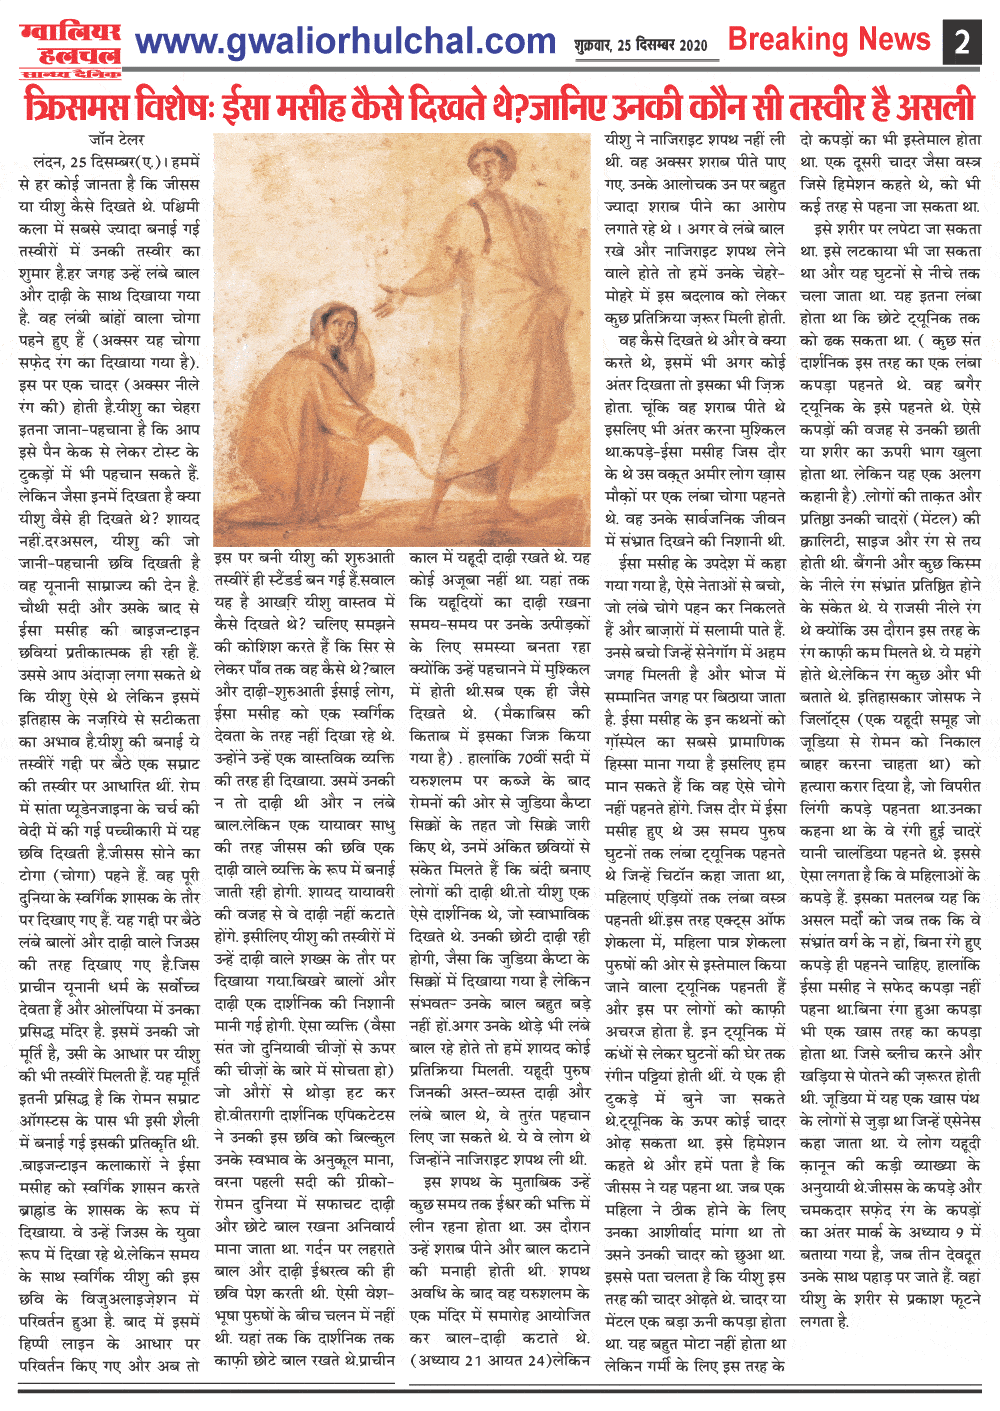 ग्वालियर
हलचल
सान्ध्य दैनिक
www.gwaliorhulchal.com
शुक्रवार, 25 दिसम्बर 2020
Breaking News
2
क्रिसमस विशेषः ईसा मसीह कैसे दिखते थे?जानिए उनकी कौन सी तस्वीर है असली
जॉन टेलर
लंदन, 25 दिसम्बर(ए.)। हममें
से हर कोई जानता है कि जीसस
या यीशु कैसे दिखते थे. पश्चिमी
कला में सबसे ज़्यादा बनाई गई
तस्वीरों में उनकी तस्वीर का
शुमार है.हर जगह उन्हें लंबे बाल
और दाढ़ी के साथ दिखाया गया
है. वह लंबी बांहों वाला चोगा
पहने हुए हैं (अक्सर यह चोगा
सफ़ेद रंग का दिखाया गया है).
इस पर एक चादर (अक्सर नीले
रंग की) होती है.यीशु का चेहरा
इतना जाना-पहचाना है कि आप
इसे पैन केक से लेकर टोस्ट के
टुकड़ों में भी पहचान सकते हैं.
लेकिन जैसा इनमें दिखता है क्या
यीशु वैसे ही दिखते थे? शायद
नहीं.दरअसल, यीशु की जो
जानी-पहचानी छवि दिखती है
वह यूनानी साम्राज्य की देन है.
चौथी सदी और उसके बाद से
ईसा मसीह की बाइजन्टाइन
छवियां प्रतीकात्मक ही रही हैं.
उससे आप अंदाज़ा लगा सकते थे
कि यीशु ऐसे थे लेकिन इसमें
इतिहास के नज़रिये से सटीकता
का अभाव है.यीशु की बनाई ये
तस्वीरें गद्दी पर बैठे एक सम्राट
की तस्वीर पर आधारित थीं. रोम
में सांता प्यूडेनजाइना के चर्च की
वेदी में की गई पच्चीकारी में यह
छवि दिखती है.जीसस सोने का
टोगा (चोगा) पहने हैं. वह पूरी
दुनिया के स्वर्गिक शासक के तौर
पर दिखाए गए हैं. यह गद्दी पर बैठे
लंबे बालों और दाढ़ी वाले जिउस
की तरह दिखाए गए है.जिस
प्राचीन यूनानी धर्म के सर्वोच्च
देवता हैं और ओलंपिया में उनका
प्रसिद्ध मंदिर है. इसमें उनकी जो
मूर्ति है, उसी के आधार पर यीशु
की भी तस्वीरें मिलती हैं. यह मूर्ति
इतनी प्रसिद्ध है कि रोमन सम्राट
ऑगस्टस के पास भी इसी शैली
में बनाई गई इसकी प्रतिकृति थी.
.बाइजन्टाइन कलाकारों ने ईसा
मसीह को स्वर्गिक शासन करते
ब्राह्मांड के शासक के रूप में
दिखाया. वे उन्हें जिउस के युवा
रूप में दिखा रहे थे.लेकिन समय
के साथ स्वर्गिक यीशु की इस
छवि के विजुअलाइज़ेशन में
परिवर्तन हुआ है. बाद में इसमें
हिप्पी लाइन के आधार पर
परिवर्तन किए गए और अब तो
इस पर बनी यीशु की शुरुआती
तस्वीरें ही स्टैंडर्ड बन गई हैं.सवाल
यह है आख़रि यीशु वास्तव में
कैसे दिखते थे? चलिए समझने
की कोशिश करते हैं कि सिर से
लेकर पाँव तक वह कैसे थे?बाल
और दाढ़ी-शुरुआती ईसाई लोग,
ईसा मसीह को एक स्वर्गिक
देवता के तरह नहीं दिखा रहे थे.
उन्होंने उन्हें एक वास्तविक व्यक्ति
की तरह ही दिखाया. उसमें उनकी
न तो दाढ़ी थी और न लंबे
बाल.लेकिन एक यायावर साधु
की तरह जीसस की छवि एक
दाढ़ी वाले व्यक्ति के रूप में बनाई
जाती रही होगी. शायद यायावरी
की वजह से वे दाढ़ी नहीं कटाते
होंगे. इसीलिए यीशु की तस्वीरों में
उन्हें दाढ़ी वाले शख्स के तौर पर
दिखाया गया.बिखरे बालों और
दाढ़ी एक दार्शनिक की निशानी
मानी गई होगी. ऐसा व्यक्ति (वैसा
संत जो दुनियावी चीज़ों से ऊपर
की चीज़ों के बारे में सोचता हो)
जो औरों से थोड़ा हट कर
हो.वीतरागी दार्शनिक एपिकटेटस
ने उनकी इस छवि को बिल्कुल
उनके स्वभाव के अनुकूल माना,
वरना पहली सदी की ग्रीको-
रोमन दुनिया में सफाचट दाढ़ी
और छोटे बाल रखना अनिवार्य
माना जाता था. गर्दन पर लहराते
बाल और दाढ़ी ईश्वरत्व की ही
छवि पेश करती थी. ऐसी वेश-
भूषा पुरुषों के बीच चलन में नहीं
थी. यहां तक कि दार्शनिक तक
काफ़ी छोटे बाल रखते थे.प्राचीन
काल में यहूदी दाढ़ी रखते थे. यह
कोई अजूबा नहीं था. यहां तक
कि यहूदियों का दाढ़ी रखना
समय-समय पर उनके उत्पीड़कों
के लिए समस्या बनता रहा
क्योंकि उन्हें पहचानने में मुश्किल
में होती थी.सब एक ही जैसे
दिखते थे. (मैकाबिस की
किताब में इसका जिक्र किया
गया है) . हालांकि 70वीं सदी में
यरुशलम पर कब्जे के बाद
रोमनों की ओर से जुडिया कैप्टा
सिक्कों के तहत जो सिक्के जारी
किए थे, उनमें अंकित छवियों से
संकेत मिलते हैं कि बंदी बनाए
लोगों की दाढ़ी थी.तो यीशु एक
ऐसे दार्शनिक थे, जो स्वाभाविक
दिखते थे. उनकी छोटी दाढ़ी रही
होगी, जैसा कि जुडिया कैप्टा के
सिक्कों में दिखाया गया है लेकिन
संभवतः उनके बाल बहुत बड़े
नहीं हों.अगर उनके थोड़े भी लंबे
बाल रहे होते तो हमें शायद कोई
प्रतिक्रिया मिलती. यहूदी पुरुष
जिनकी अस्त-व्यस्त दाढ़ी और
लंबे बाल थे, वे तुरंत पहचान
लिए जा सकते थे. ये वे लोग थे
जिन्होंने नाजिराइट शपथ ली थी.
इस शपथ के मुताबिक उन्हें
कुछ समय तक ईश्वर की भक्ति में
लीन रहना होता था. उस दौरान
उन्हें शराब पीने और बाल कटाने
की मनाही होती थी. शपथ
अवधि के बाद वह यरुशलम के
एक मंदिर में समारोह आयोजित
कर बाल-दाढ़ी कटाते थे.
(अध्याय 21 आयत 24)लेकिन
यीशु ने नाजिराइट शपथ नहीं ली
थी. वह अक्सर शराब पीते पाए
गए. उनके आलोचक उन पर बहुत
ज्यादा शराब पीने का आरोप
लगाते रहे थे । अगर वे लंबे बाल
रखे और नाजिराइट शपथ लेने
वाले होते तो हमें उनके चेहरे-
मोहरे में इस बदलाव को लेकर
कुछ प्रतिक्रिया ज़रूर मिली होती.
वह कैसे दिखते थे और वे क्या
करते थे, इसमें भी अगर कोई
अंतर दिखता तो इसका भी ज़िक्र
होता. चूंकि वह शराब पीते थे
इसलिए भी अंतर करना मुश्किल
था.कपड़े-ईसा मसीह जिस दौर
के थे उस वक़्त अमीर लोग ख़ास
मौक़ों पर एक लंबा चोगा पहनते
थे. वह उनके सार्वजनिक जीवन
में संभ्रात दिखने की निशानी थी.
ईसा मसीह के उपदेश में कहा
गया गया है, ऐसे नेताओं से बचो,
जो लंबे चोगे पहन कर निकलते
हैं और बाज़ारों में सलामी पाते हैं.
उनसे बचो जिन्हें सेनेगॉग में अहम
जगह मिलती है और भोज में
सम्मानित जगह पर बिठाया जाता
है. ईसा मसीह के इन कथनों को
गॉ़स्पेल का सबसे प्रामाणिक
हिस्सा माना गया है इसलिए हम
मान सकते हैं कि वह ऐसे चोगे
नहीं पहनते होंगे. जिस दौर में ईसा
मसीह हुए थे उस समय पुरुष
घुटनों तक लंबा ट्यूनिक पहनते
थे जिन्हें चिटॉन कहा जाता था,
महिलाएं एड़ियों तक लंबा वस्त्र
पहनती थीं.इस तरह एक्ट्स ऑफ
शेकला में, महिला पात्र शेकला
पुरुषों की ओर से इस्तेमाल किया
जाने वाला ट्यूनिक पहनती हैं
और इस पर लोगों को काफ़ी
अचरज होता है. इन ट्यूनिक में
कंधों से लेकर घुटनों की घेर तक
रंगीन पट्टियां होती थीं. ये एक ही
टुकड़े में बुने जा सकते
थे.ट्यूनिक के ऊपर कोई चादर
ओढ़ सकता था. इसे हिमेशन
कहते थे और हमें पता है कि
जीसस ने यह पहना था. जब एक
महिला ने ठीक होने के लिए
उनका आशीर्वाद मांगा था तो
उसने उनकी चादर को छुआ था.
इससे पता चलता है कि यीशु इस
तरह की चादर ओढ़ते थे. चादर या
मेंटल एक बड़ा ऊनी कपड़ा होता
था. यह बहुत मोटा नहीं होता था
लेकिन गर्मी के लिए इस तरह के
दो कपड़ों का भी इस्तेमाल होता
था. एक दूसरी चादर जैसा वस्त्र
जिसे हिमेशन कहते थे, को भी
कई तरह से पहना जा सकता था.
इसे शरीर पर लपेटा जा सकता
था. इसे लटकाया भी जा सकता
था और यह घुटनों से नीचे तक
चला जाता था. यह इतना लंबा
होता था कि छोटे ट्यूनिक तक
को ढक सकता था. ( कुछ संत
दार्शनिक इस तरह का एक लंबा
कपड़ा पहनते थे. वह बगैर
ट्यूनिक के इसे पहनते थे. ऐसे
कपड़ों की वजह से उनकी छाती
या शरीर का ऊपरी भाग खुला
होता था. लेकिन यह एक अलग
कहानी है) .लोगों की ताक़त और
प्रतिष्ठा उनकी चादरों (मेंटल) की
क्वालिटी, साइज और रंग से तय
होती थी. बैंगनी और कुछ किस्म
के नीले रंग संभ्रांत प्रतिष्ठित होने
के संकेत थे. ये राजसी नीले रंग
थे क्योंकि उस दौरान इस तरह के
रंग काफ़ी कम मिलते थे. ये महंगे
होते थे.लेकिन रंग कुछ और भी
बताते थे. इतिहासकार जोसफ ने
जिलॉट्स (एक यहूदी समूह जो
जूडिया से रोमन को निकाल
बाहर करना चाहता था) को
हत्यारा करार दिया है, जो विपरीत
लिंगी कपड़े पहनता था.उनका
कहना था के वे रंगी हुई चादरें
यानी चालंडिया पहनते थे. इससे
ऐसा लगता है कि वे महिलाओं के
कपड़े हैं. इसका मतलब यह कि
असल मर्दों को जब तक कि वे
संभ्रांत वर्ग के न हों, बिना रंगे हुए
कपड़े ही पहनने चाहिए. हालांकि
ईसा मसीह ने सफेद कपड़ा नहीं
पहना था.बिना रंगा हुआ कपड़ा
भी एक खास तरह का कपड़ा
होता था. जिसे ब्लीच करने और
खड़िया से पोतने की ज़रूरत होती
थी. जूडिया में यह एक खास पंथ
के लोगों से जुड़ा था जिन्हें एसेनेस
कहा जाता था. ये लोग यहूदी
क़ानून की कड़ी व्याख्या के
अनुयायी थे.जीसस के कपड़े और
चमकदार सफ़ेद रंग के कपड़ों
का अंतर मार्क के अध्याय 9 में
बताया गया है, जब तीन देवदूत
उनके साथ पहाड़ पर जाते हैं. वहां
यीशु के शरीर से प्रकाश फूटने
लगता है.